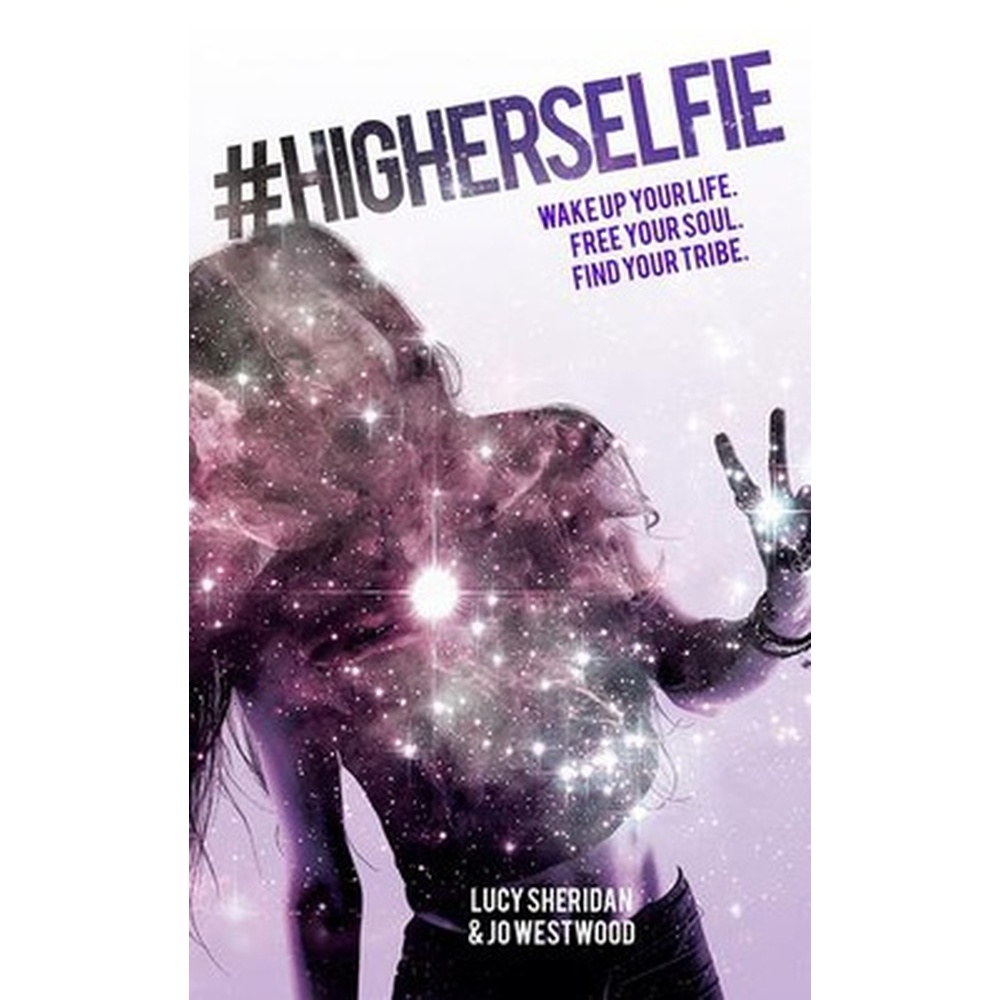 #HIGHERSELFIE
WAKE UP YOUR LIFE.
FREE YOUR SOUL.
FIND YOUR TRIBE.
LUCY SHERIDAN
& JO WESTWOOD